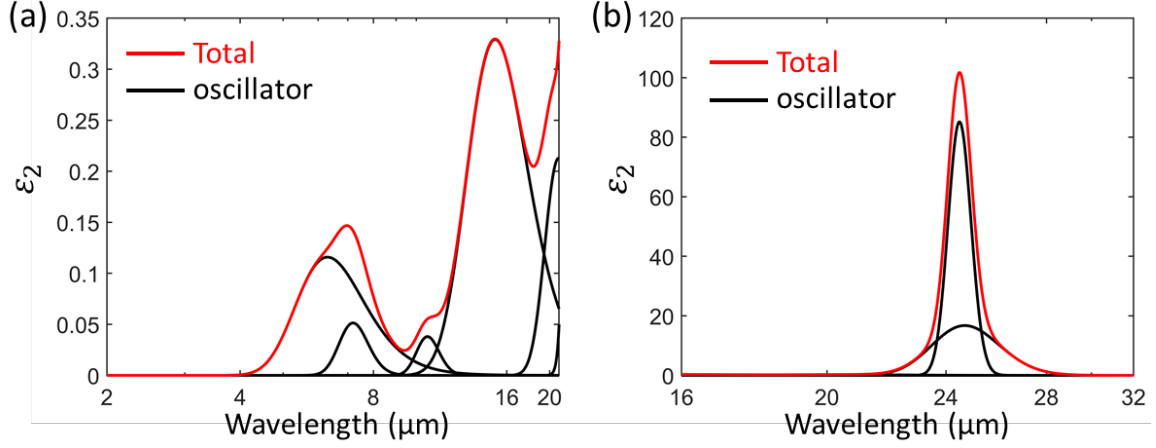 (a)
0.35
0.3
0.25
0.2
0.15
0.1
0.05
0
ε2
Total
oscillator
2 4 8 16 20
Wavelength (μm)
(b)
120
100
80
60
40
20
0
ε2
Total
oscillator
16 20 24 28 32
Wavelength (μm)